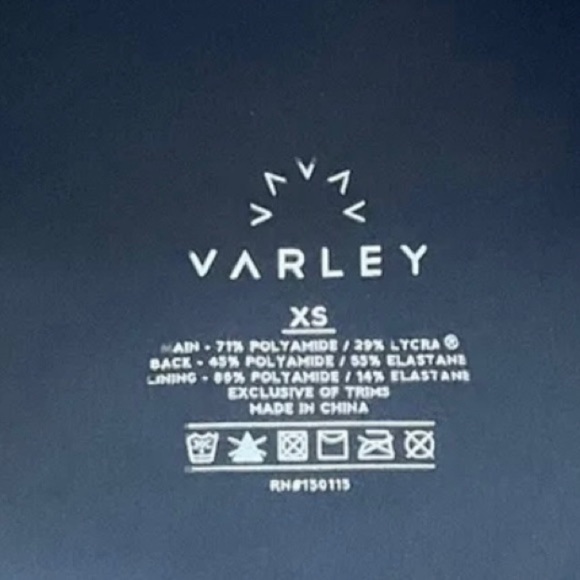 VARLEY
XS
MAIN - 71% POLYAMIDE / 29% LYCRA®
BACK - 45% POLYAMIDE / 55% ELASTANE
LINING - 86% POLYAMIDE / 14% ELASTANE
EXCLUSIVE OF TRIMS
MADE IN CHINA
RN#150115